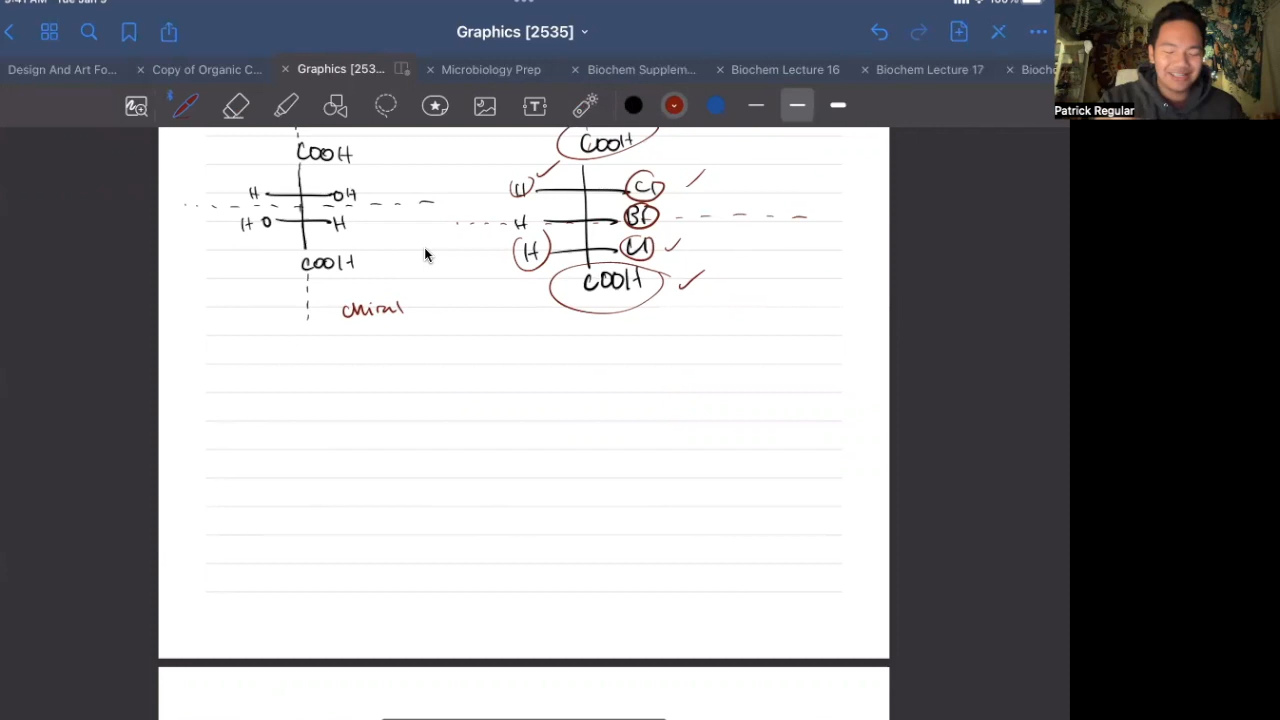 Graphics [2535]
Design And Art Fo...
Copy of Organic C...
Graphics [253...
Microbiology Prep
Biochem Supplem...
Biochem Lecture 16
Biochem Lecture 17
Patrick Regular
COOH
H OH
HO H
COOH
chiral
COOH
H Cl
H Br
H Cl
COOH